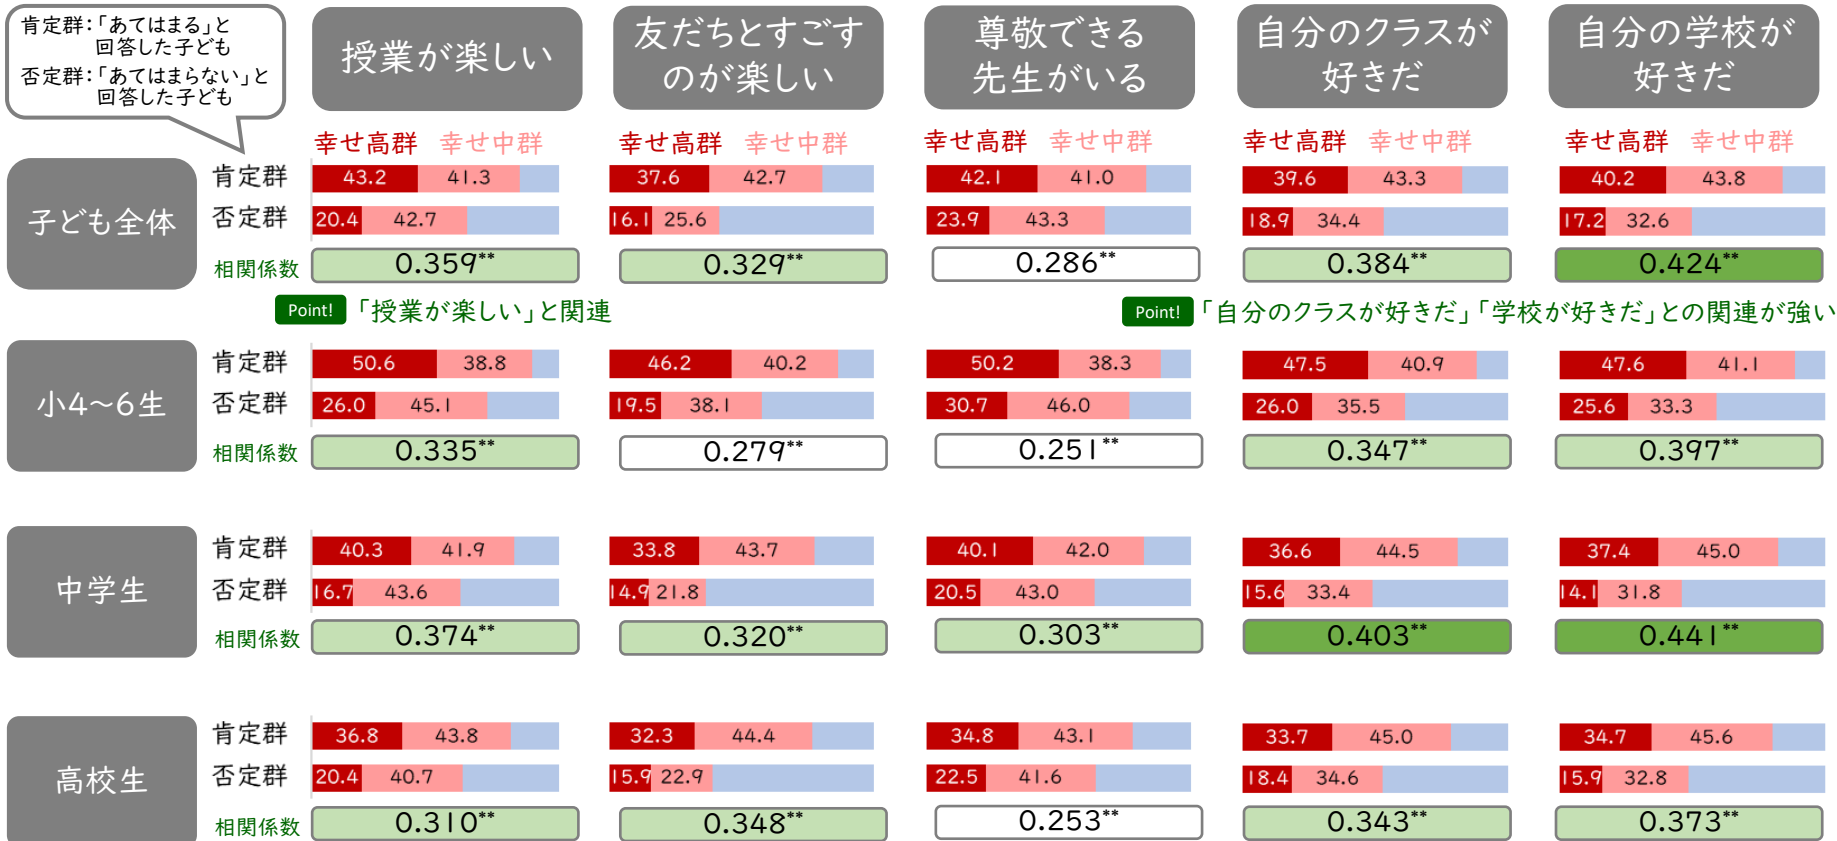 肯定群：「あてはまる」と
回答した子ども
否定群：「あてはまらない」と
回答した子ども
授業が楽しい
友だちとすごす
のが楽しい
尊敬できる
先生がいる
自分のクラスが
好きだ
自分の学校が
好きだ
幸せ高群 幸せ中群 幸せ高群 幸せ中群 幸せ高群 幸せ中群 幸せ高群 幸せ中群 幸せ高群 幸せ中群
子ども全体
肯定群 43.2 41.3 37.6 42.7 42.1 41.0 39.6 43.3 40.2 43.8
否定群 20.4 42.7 16.1 25.6 23.9 43.3 18.9 34.4 17.2 32.6
相関係数 0.359** 0.329** 0.286** 0.384** 0.424**
Point! 「授業が楽しい」と関連
Point! 「自分のクラスが好きだ」「学校が好きだ」との関連が強い
小4～6生
肯定群 50.6 38.8 46.2 40.2 50.2 38.3 47.5 40.9 47.6 41.1
否定群 26.0 45.1 19.5 38.1 30.7 46.0 26.0 35.5 25.6 33.3
相関係数 0.335** 0.279** 0.251** 0.347** 0.397**
中学生
肯定群 40.3 41.9 33.8 43.7 40.1 42.0 36.6 44.5 37.4 45.0
否定群 16.7 43.6 14.9 21.8 20.5 43.0 15.6 33.4 14.1 31.8
相関係数 0.374** 0.320** 0.303** 0.403** 0.441**
高校生
肯定群 36.8 43.8 32.3 44.4 34.8 43.1 33.7 45.0 34.7 45.6
否定群 20.4 40.7 15.9 22.9 22.5 41.6 18.4 34.6 15.9 32.8
相関係数 0.310** 0.348** 0.253** 0.343** 0.373**